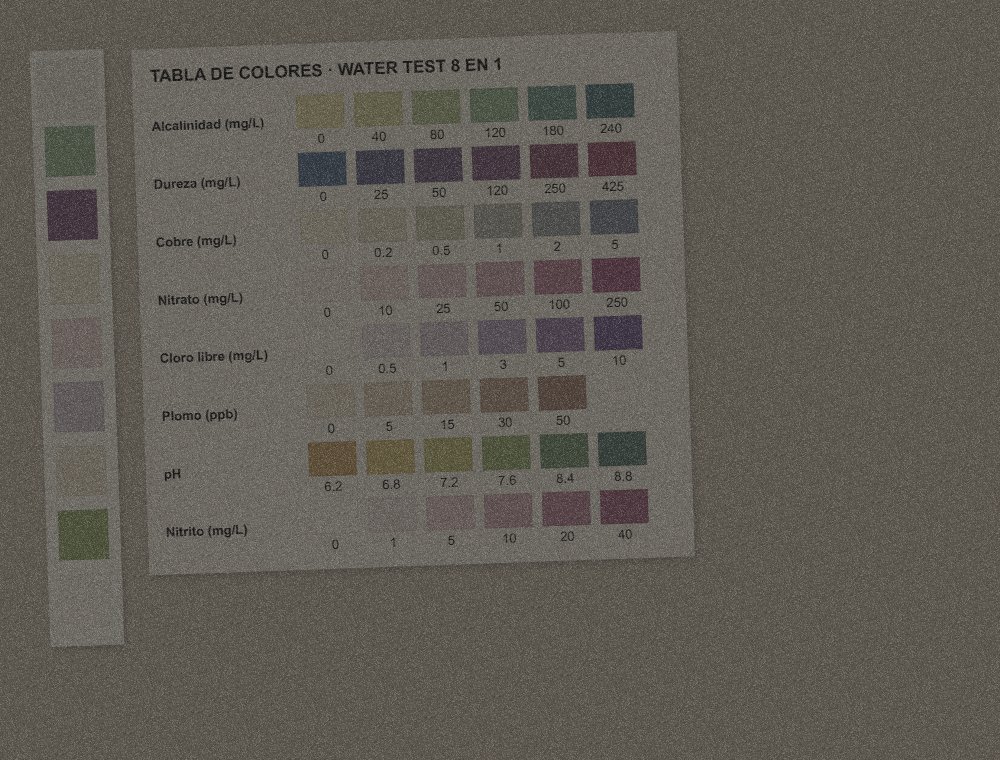 TABLA DE COLORES · WATER TEST 8 EN 1
Alcalinidad (mg/L) 0 40 80 120 180 240
Dureza (mg/L) 0 25 50 120 250 425
Cobre (mg/L) 0 0.2 0.5 1 2 5
Nitrato (mg/L) 0 10 25 50 100 250
Cloro libre (mg/L) 0 0.5 1 3 5 10
Plomo (ppb) 0 5 15 30 50
pH 6.2 6.8 7.2 7.6 8.4 8.8
Nitrito (mg/L) 0 1 5 10 20 40